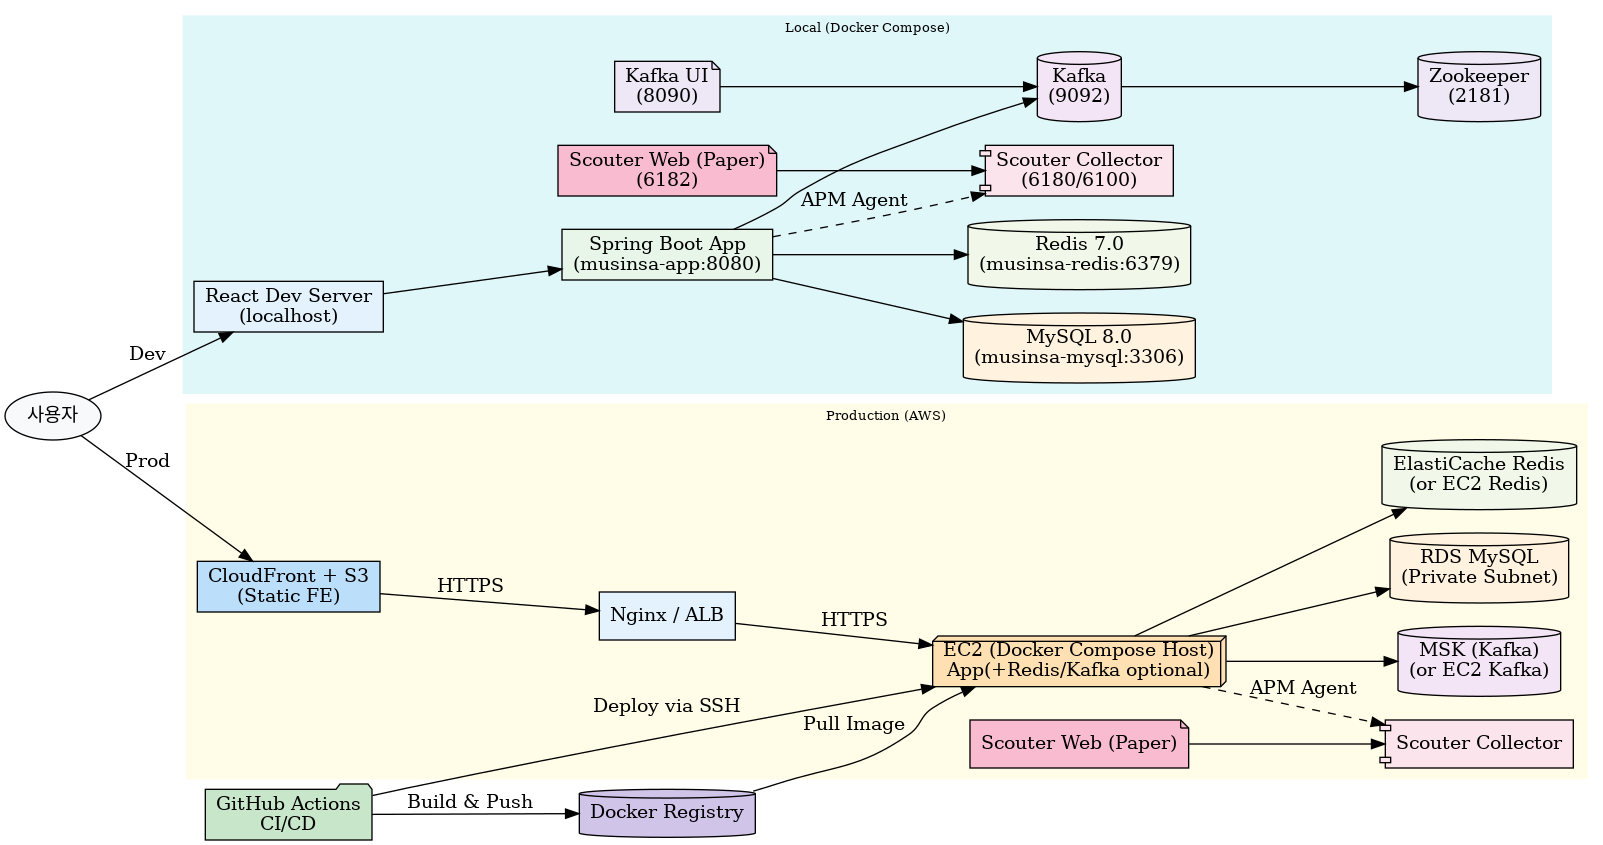 Local (Docker Compose)
Kafka UI
(8090)
Kafka
(9092)
Zookeeper
(2181)
Scouter Web (Paper)
(6182)
Scouter Collector
(6180/6100)
APM Agent
Spring Boot App
(musinsa-app:8080)
Redis 7.0
(musinsa-redis:6379)
React Dev Server
(localhost)
MySQL 8.0
(musinsa-mysql:3306)
Dev
사용자
Prod
Production (AWS)
ElastiCache Redis
(or EC2 Redis)
RDS MySQL
(Private Subnet)
CloudFront + S3
(Static FE)
HTTPS
Nginx / ALB
HTTPS
EC2 (Docker Compose Host)
App(+Redis/Kafka optional)
MSK (Kafka)
(or EC2 Kafka)
APM Agent
Deploy via SSH
Pull Image
Scouter Web (Paper)
Scouter Collector
GitHub Actions
CI/CD
Build & Push
Docker Registry